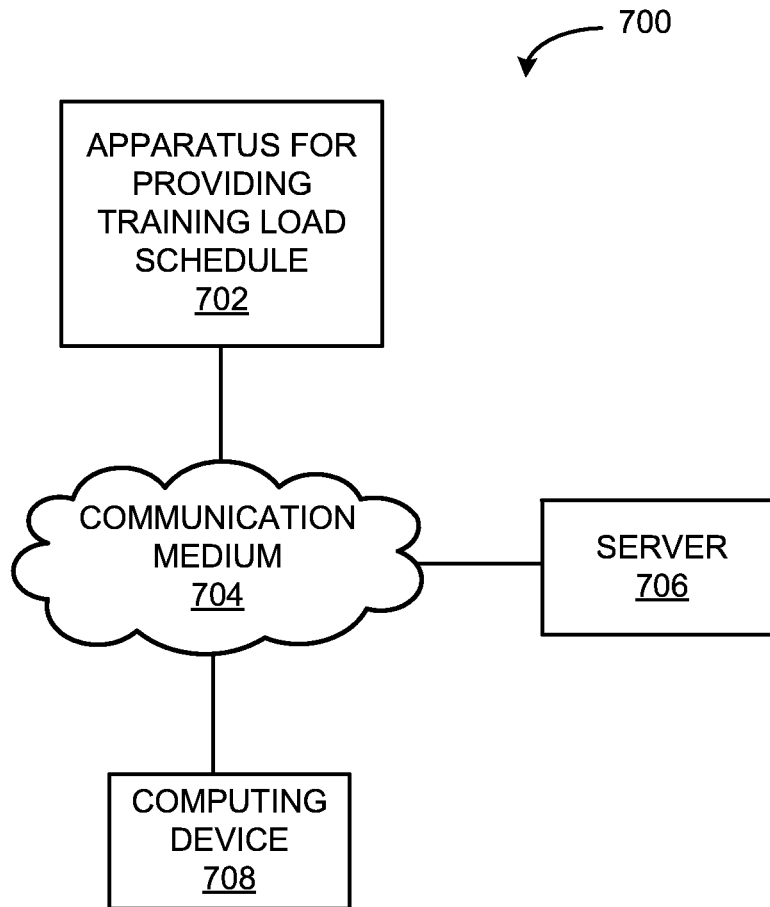 700
APPARATUS FOR
PROVIDING
TRAINING LOAD
SCHEDULE
702
COMMUNICATION
MEDIUM
704
SERVER
706
COMPUTING
DEVICE
708